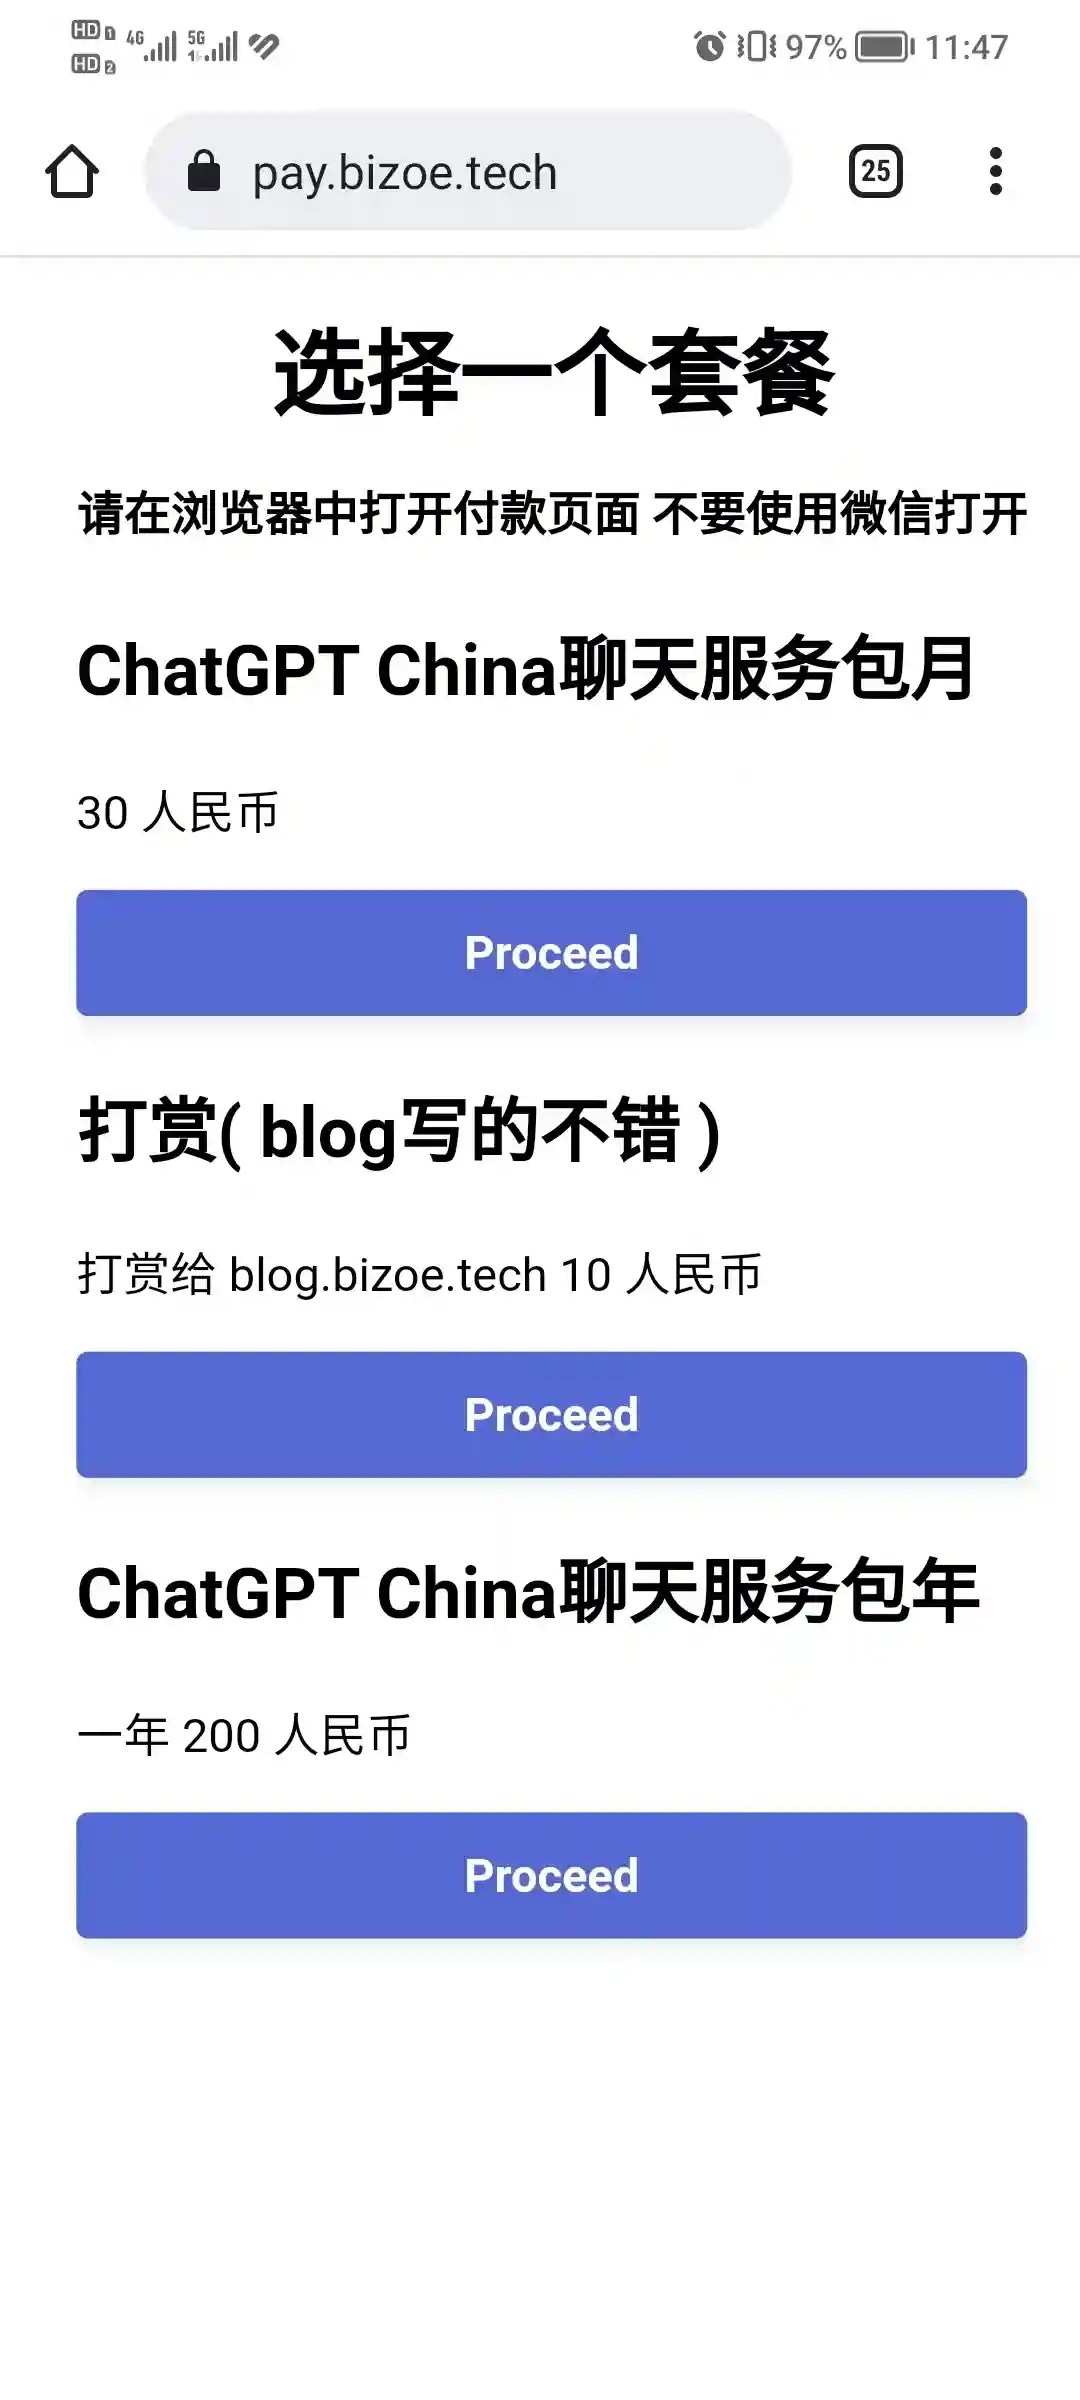 HD 1 4G 5G 97% 11:47
HD 2
pay.bizoe.tech 25
选择一个套餐
请在浏览器中打开付款页面 不要使用微信打开
ChatGPT China聊天服务包月
30 人民币
Proceed
打赏( blog写的不错 )
打赏给 blog.bizoe.tech 10 人民币
Proceed
ChatGPT China聊天服务包年
一年 200 人民币
Proceed